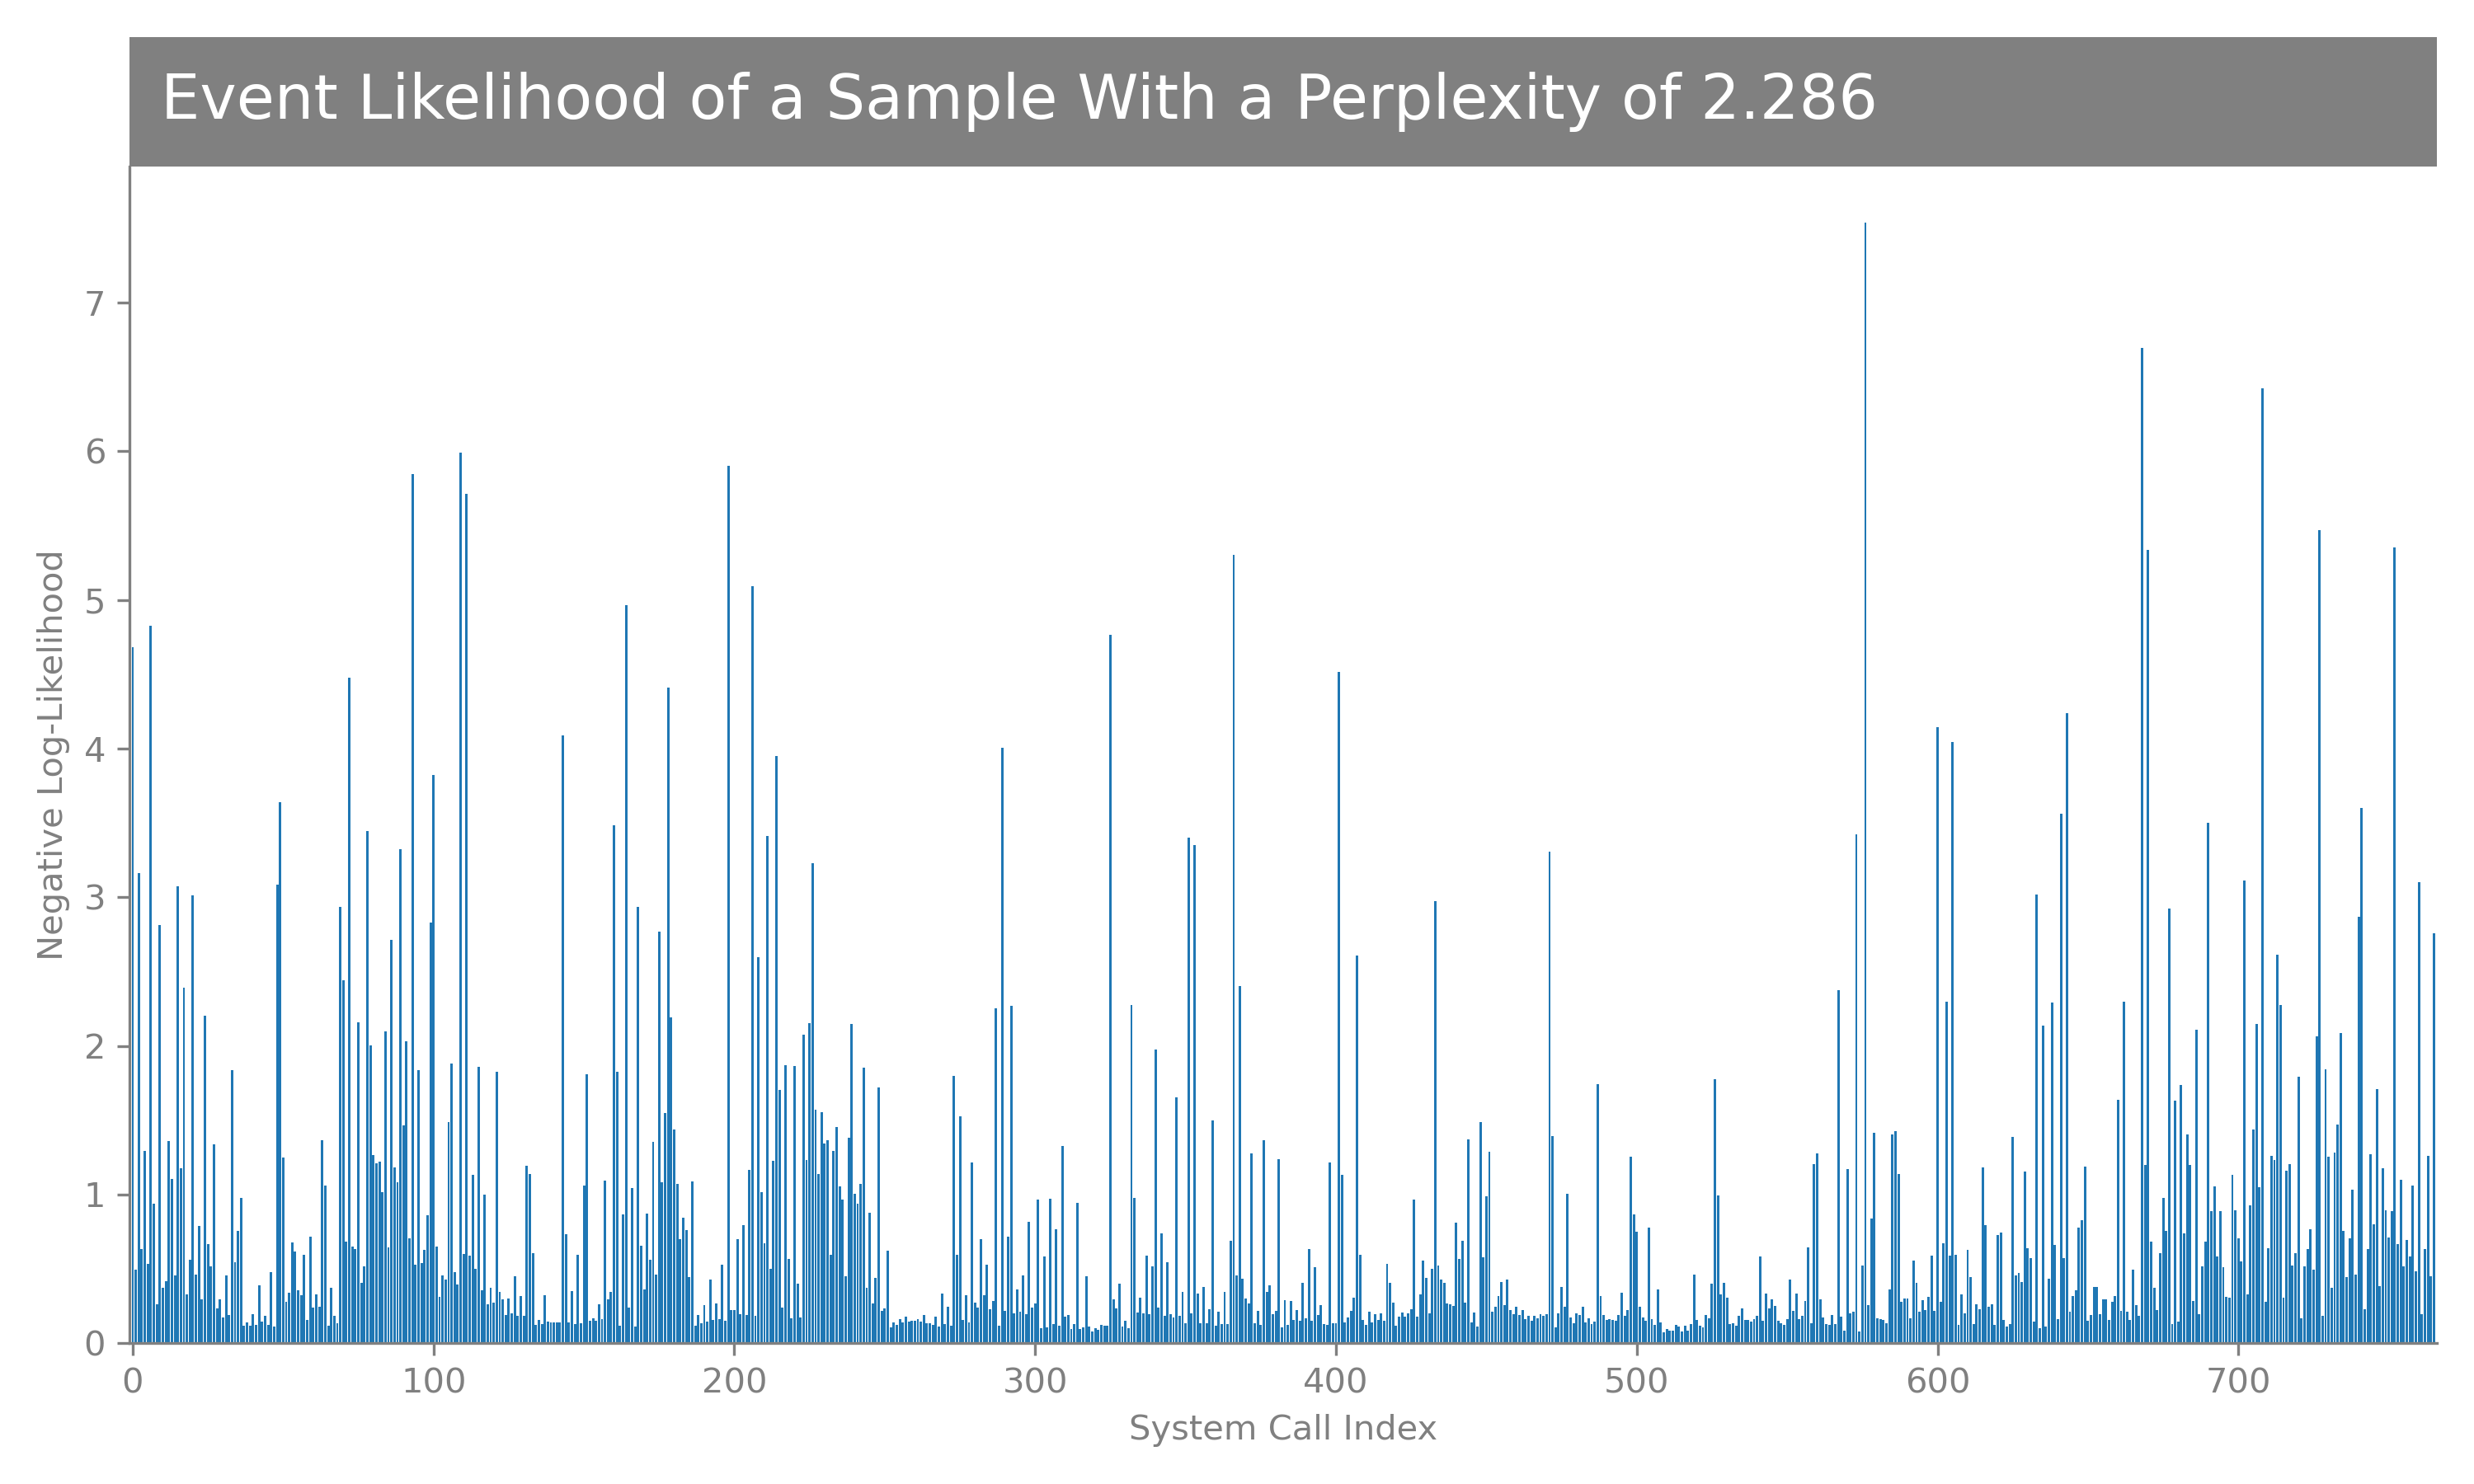 Event Likelihood of a Sample With a Perplexity of 2.286
7
6
5
4
3
2
1
0
Negative Log-Likelihood
0 100 200 300 400 500 600 700
System Call Index